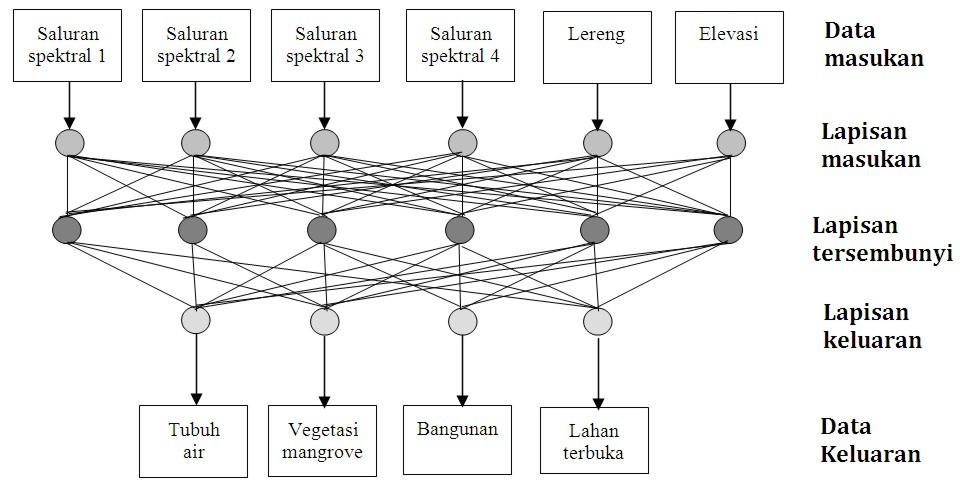 Saluran
spektral 1
Saluran
spektral 2
Saluran
spektral 3
Saluran
spektral 4
Lereng
Elevasi
Data
masukan
Lapisan
masukan
Lapisan
tersembunyi
Lapisan
keluaran
Tubuh
air
Vegetasi
mangrove
Bangunan
Lahan
terbuka
Data
Keluaran